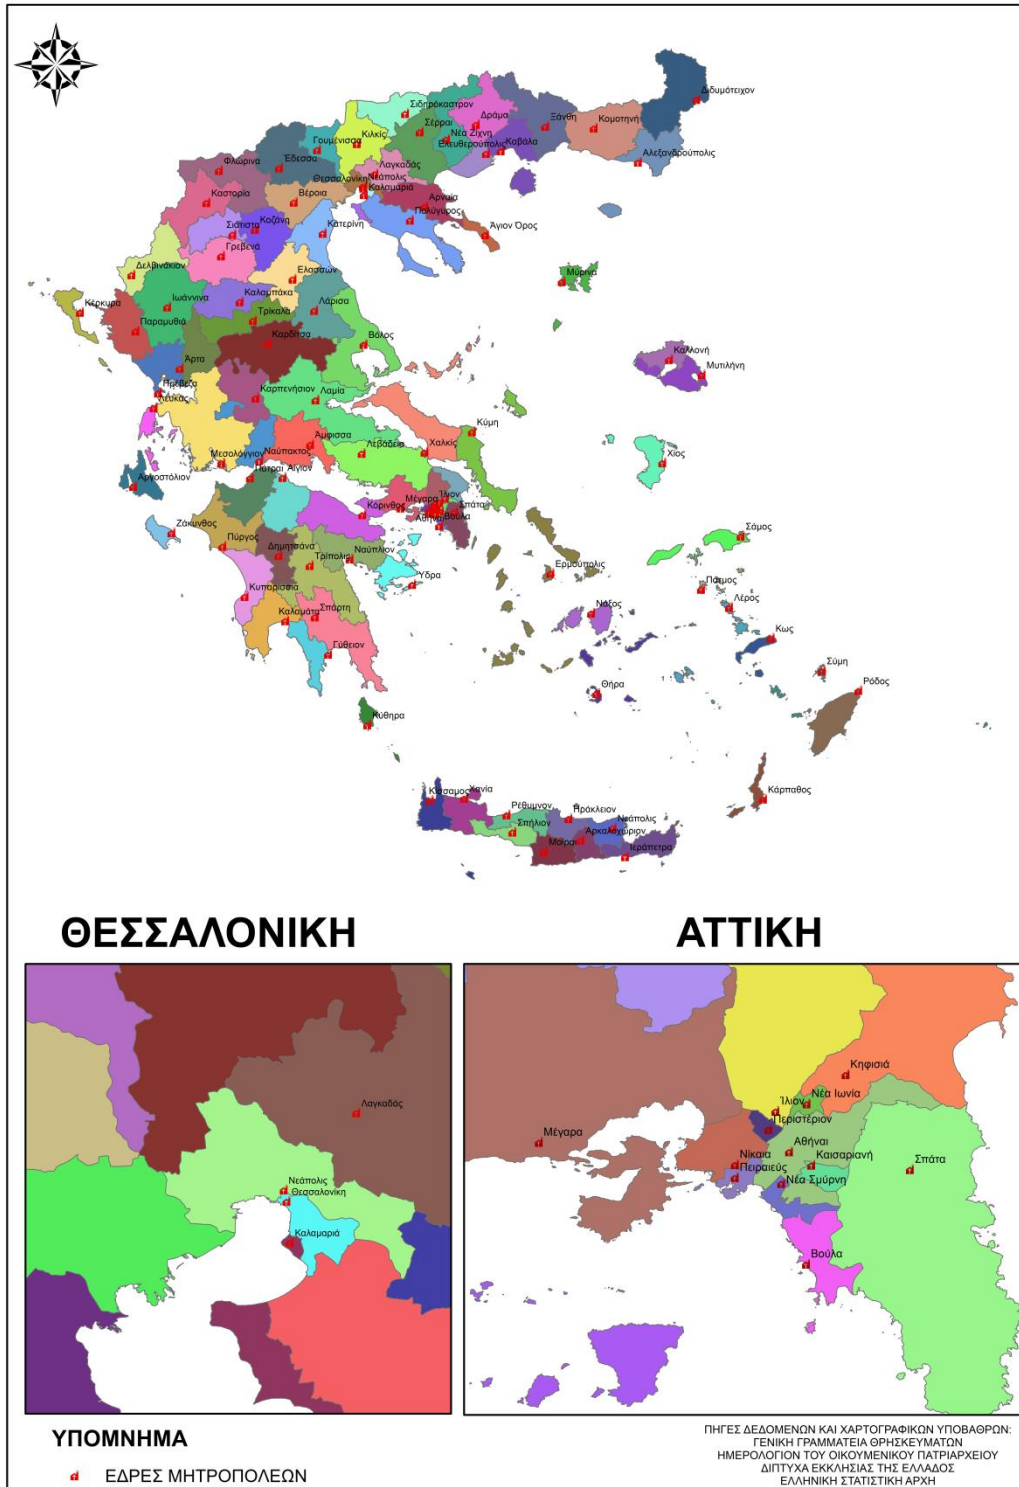 Διδυμότειχον
Σιδηρόκαστρον
Δράμα
Ξάνθη
Κομοτηνή
Σέρραι
Νέα Ζίχνη
Κιλκίς
Γουμένισσα
Ελευθερούπολις
Καβάλα
Αλεξανδρούπολις
Έδεσσα
Φλώρινα
Λαγκαδάς
Θεσσαλονίκη
Νεάπολις
Καλαμαριά
Καστορία
Βέροια
Αρναία
Πολύγυρος
Σιάτιστα
Κοζάνη
Κατερίνη
Άγιον Όρος
Γρεβενά
Δελβινάκιον
Ελασσών
Μύρινα
Κέρκυρα
Ιωάννινα
Καλαμπάκα
Λάρισα
Παραμυθιά
Τρίκαλα
Καρδίτσα
Βόλος
Άρτα
Καλλονή
Μυτιλήνη
Πρέβεζα
Λευκάς
Καρπενήσιον
Λαμία
Κύμη
Άμφισσα
Λεβάδεια
Χαλκίς
Μεσολόγγιον
Ναύπακτος
Χίος
Πάτραι
Αίγιον
Αργοστόλιον
Μέγαρα
Ίλιον
Σπάτα
Κόρινθος
Αθήναι
Βούλα
Ζάκυνθος
Πύργος
Δημητσάνα
Τρίπολις
Ναύπλιον
Σάμος
Ύδρα
Ερμούπολις
Πάτμος
Κυπαρισσία
Νάξος
Λέρος
Καλαμάτα
Σπάρτη
Κως
Γύθειον
Σύμη
Θήρα
Ρόδος
Κύθηρα
Κίσσαμος
Χανιά
Κάρπαθος
Ρέθυμνον
Ηράκλειον
Σπήλιον
Νεάπολις
Μοίραι
Αρκαλοχώριον
Ιεράπετρα
ΘΕΣΣΑΛΟΝΙΚΗ
ΑΤΤΙΚΗ
Λαγκαδάς
Νεάπολις
Θεσσαλονίκη
Καλαμαριά
Κηφισιά
Νέα Ιωνία
Ίλιον
Περιστέριον
Μέγαρα
Αθήναι
Νίκαια
Καισαριανή
Πειραιεύς
Σπάτα
Νέα Σμύρνη
Βούλα
ΥΠΟΜΝΗΜΑ
ΕΔΡΕΣ ΜΗΤΡΟΠΟΛΕΩΝ
ΠΗΓΕΣ ΔΕΔΟΜΕΝΩΝ ΚΑΙ ΧΑΡΤΟΓΡΑΦΙΚΩΝ ΥΠΟΒΑΘΡΩΝ:
ΓΕΝΙΚΗ ΓΡΑΜΜΑΤΕΙΑ ΘΡΗΣΚΕΥΜΑΤΩΝ
ΗΜΕΡΟΛΟΓΙΟΝ ΤΟΥ ΟΙΚΟΥΜΕΝΙΚΟΥ ΠΑΤΡΙΑΡΧΕΙΟΥ
ΔΙΠΤΥΧΑ ΕΚΚΛΗΣΙΑΣ ΤΗΣ ΕΛΛΑΔΟΣ
ΕΛΛΗΝΙΚΗ ΣΤΑΤΙΣΤΙΚΗ ΑΡΧΗ